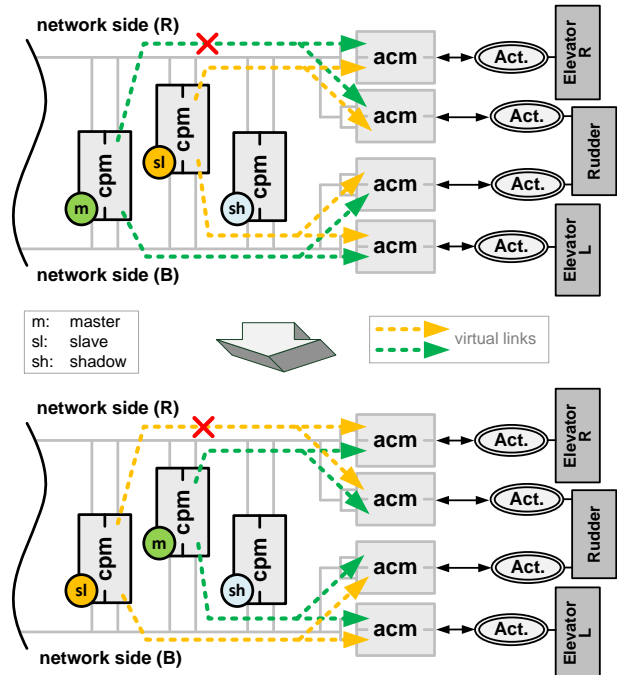 network side (R)
acm
Act.
Elevator
R
acm
Act.
cpm
sl
cpm
m
cpm
sh
Rudder
acm
Act.
acm
Act.
Elevator
L
network side (B)
m: master
sl: slave
sh: shadow
virtual links
network side (R)
acm
Act.
Elevator
R
acm
Act.
cpm
m
cpm
sl
cpm
sh
Rudder
acm
Act.
acm
Act.
Elevator
L
network side (B)